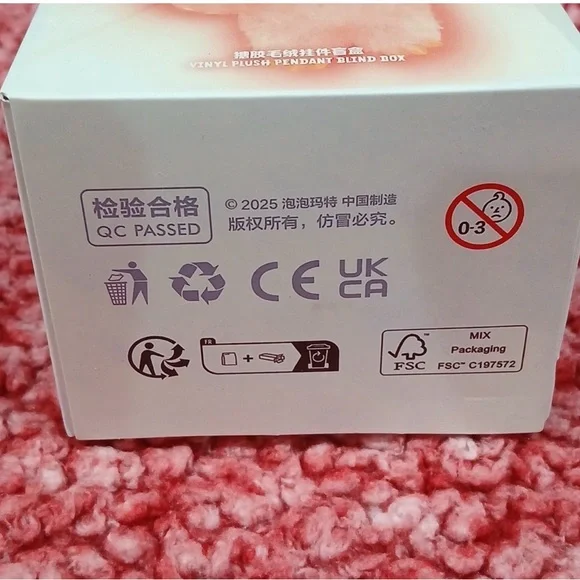 搪胶毛绒挂件盲盒
VINYL PLUSH PENDANT BLIND BOX
检验合格
QC PASSED
© 2025 泡泡玛特 中国制造
版权所有，仿冒必究。
0-3
CE
UK
CA
FR
+
FSC™
MIX
Packaging
FSC™ C197572